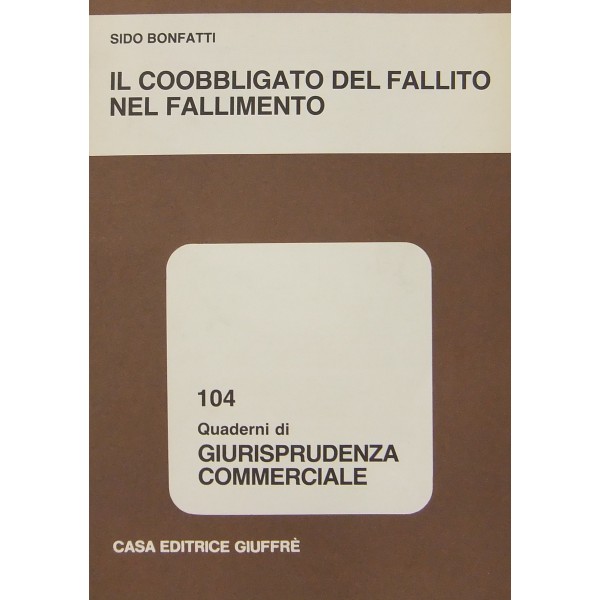 SIDO BONFATTI
IL COOBBLIGATO DEL FALLITO
NEL FALLIMENTO
104
Quaderni di
GIURISPRUDENZA
COMMERCIALE
CASA EDITRICE GIUFFRÈ